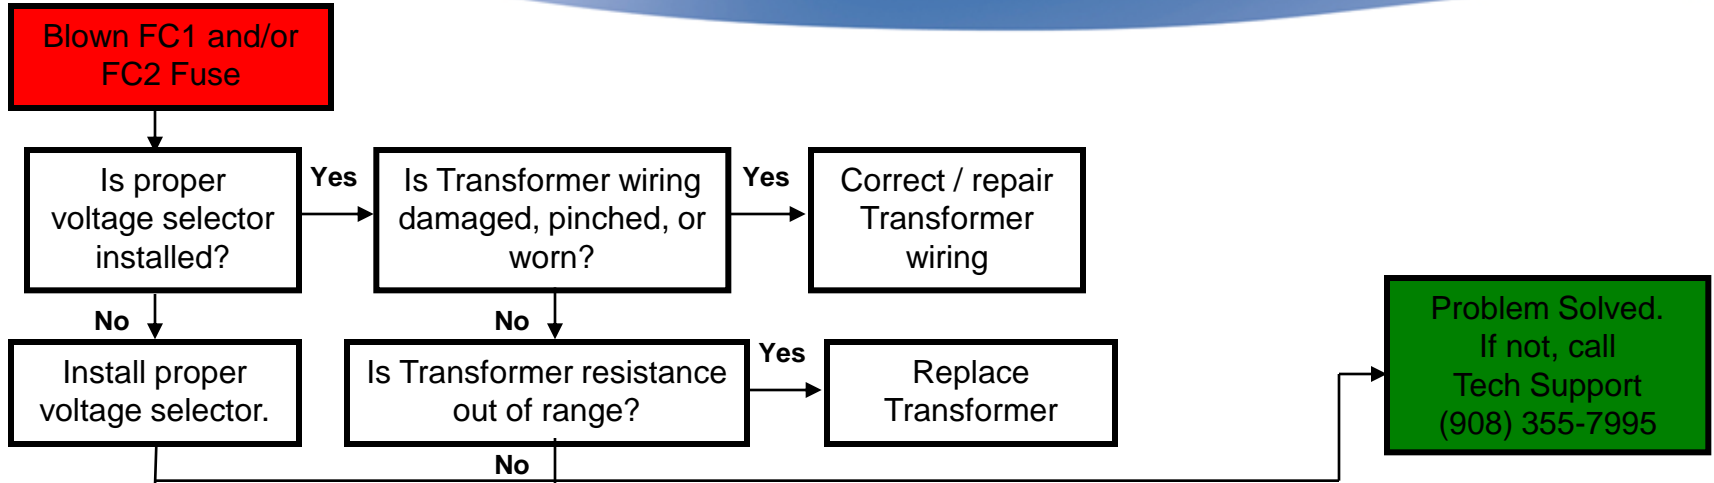 Blown FC1 and/or
FC2 Fuse
Is proper
voltage selector
installed?
Yes
Is Transformer wiring
damaged, pinched, or
worn?
Yes
Correct / repair
Transformer
wiring
No
No
Install proper
voltage selector.
Is Transformer resistance
out of range?
Yes
Replace
Transformer
No
Problem Solved.
If not, call
Tech Support
(908) 355-7995